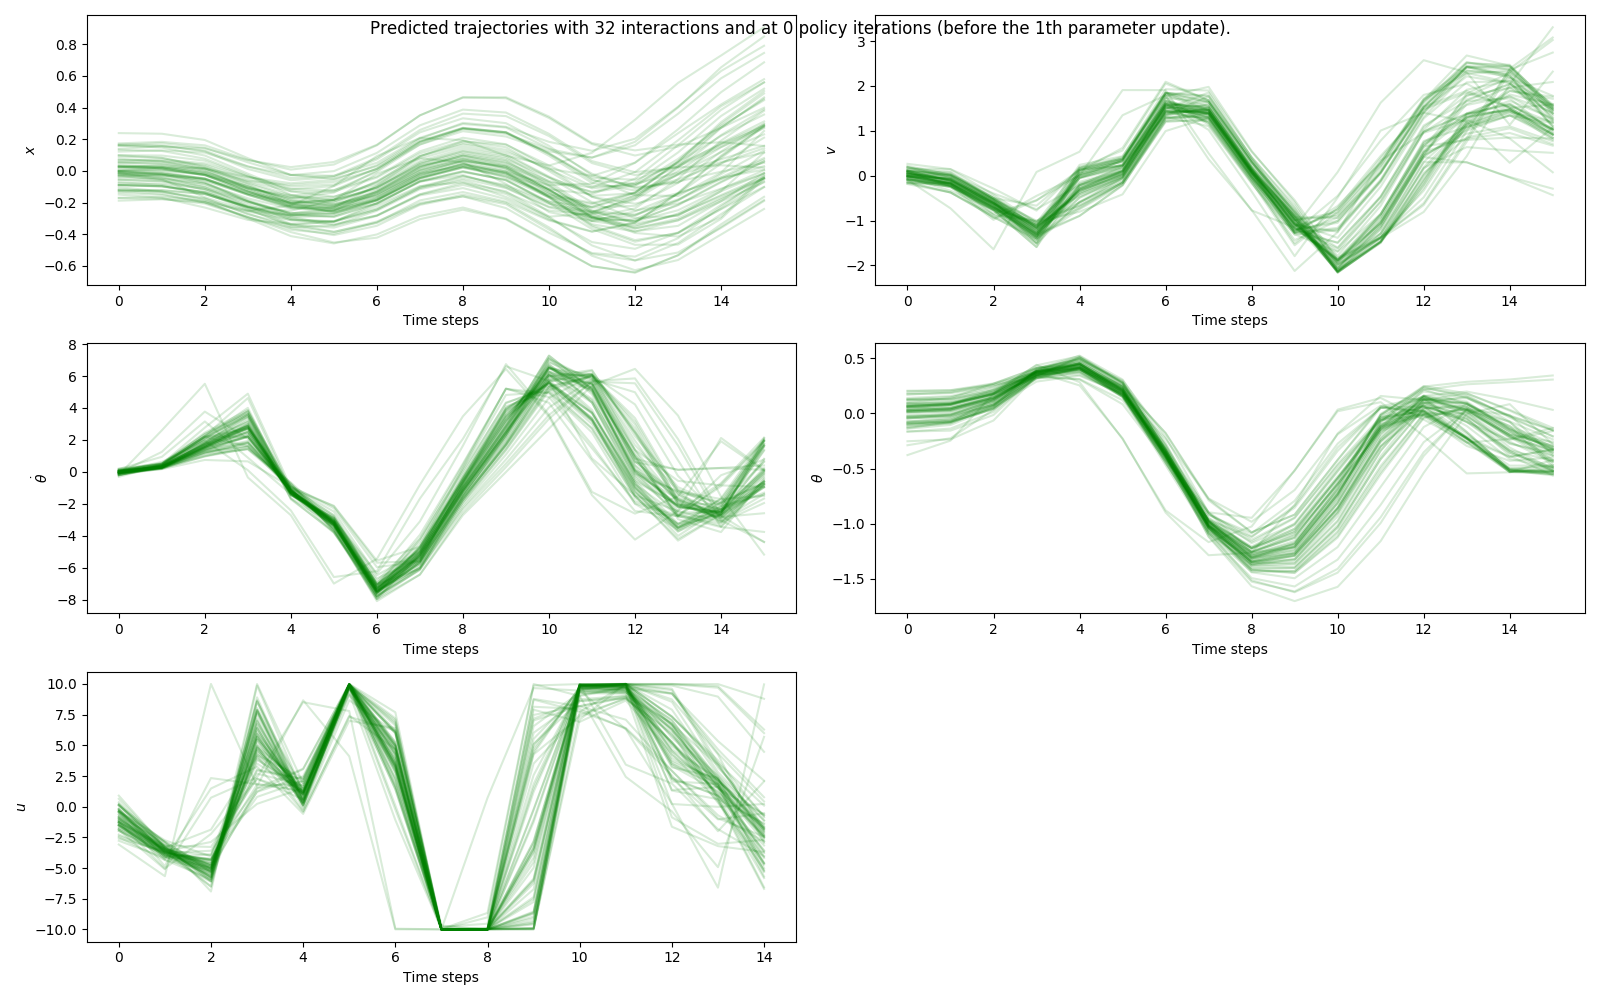 Predicted trajectories with 32 interactions and at 0 policy iterations (before the 1th parameter update).
0.8
0.6
0.4
0.2
0.0
−0.2
−0.4
−0.6
x
0 2 4 6 8 10 12 14
Time steps
3
2
1
0
−1
−2
v
0 2 4 6 8 10 12 14
Time steps
8
6
4
2
0
−2
−4
−6
−8
θ̇
0 2 4 6 8 10 12 14
Time steps
0.5
0.0
−0.5
−1.0
−1.5
θ
0 2 4 6 8 10 12 14
Time steps
10.0
7.5
5.0
2.5
0.0
−2.5
−5.0
−7.5
−10.0
u
0 2 4 6 8 10 12 14
Time steps